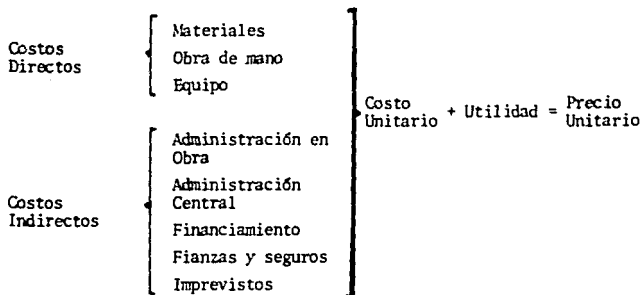 Costos
Directos
Materiales
Obra de mano
Equipo
Costos
Indirectos
Administración en
Obra
Administración
Central
Financiamiento
Fianzas y seguros
Imprevistos
Costo
Unitario + Utilidad = Precio
Unitario